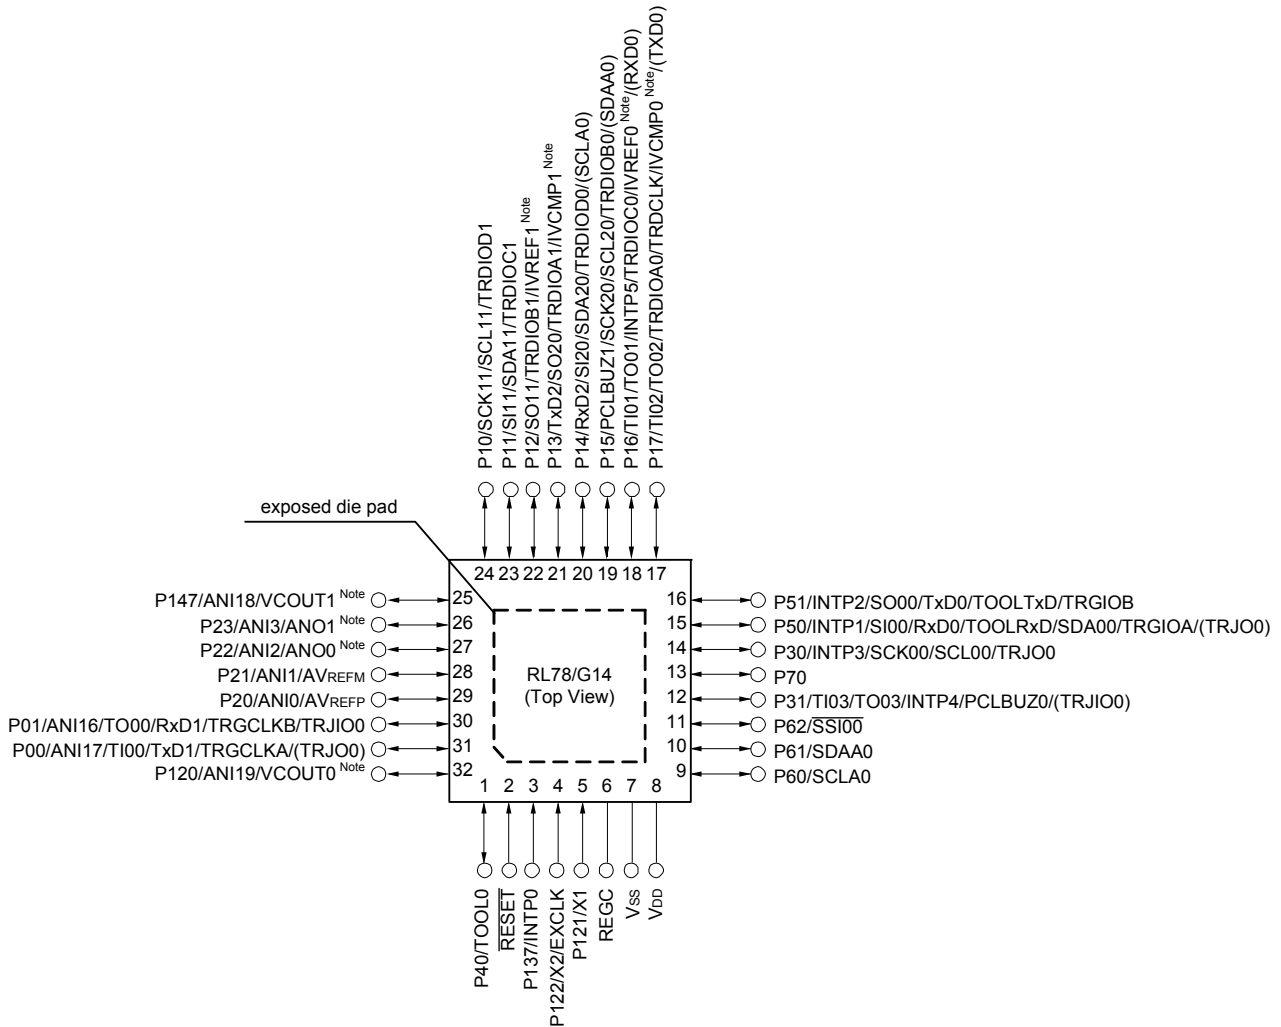 P10/SCK11/SCL11/TRDIOD1
P11/SI11/SDA11/TRDIOC1
P12/SO11/TRDIOB1/IVREF1 Note
P13/TxD2/SO20/TRDIOA1/IVCMP1 Note
P14/RxD2/SI20/SDA20/TRDIOD0/(SCLA0)
P15/PCLBUZ1/SCK20/SCL20/TRDIOB0/(SDAA0)
P16/TI01/TO01/INTP5/TRDIOC0/IVREF0 Note/(RXD0)
P17/TI02/TO02/TRDIOA0/TRDCLK/IVCMP0 Note/(TXD0)
exposed die pad
24 23 22 21 20 19 18 17
P147/ANI18/VCOUT1 Note 25
P23/ANI3/ANO1 Note 26
P22/ANI2/ANO0 Note 27
P21/ANI1/AVREFM 28
P20/ANI0/AVREFP 29
P01/ANI16/TO00/RxD1/TRGCLKB/TRJIO0 30
P00/ANI17/TI00/TxD1/TRGCLKA/(TRJO0) 31
P120/ANI19/VCOUT0 Note 32
RL78/G14
(Top View)
16 P51/INTP2/SO00/TxD0/TOOLTxD/TRGIOB
15 P50/INTP1/SI00/RxD0/TOOLRxD/SDA00/TRGIOA/(TRJO0)
14 P30/INTP3/SCK00/SCL00/TRJO0
13 P70
12 P31/TI03/TO03/INTP4/PCLBUZ0/(TRJIO0)
11 P62/SSI00
10 P61/SDAA0
9 P60/SCLA0
1 2 3 4 5 6 7 8
P40/TOOL0
RESET
P137/INTP0
P122/X2/EXCLK
P121/X1
REGC
VSS
VDD